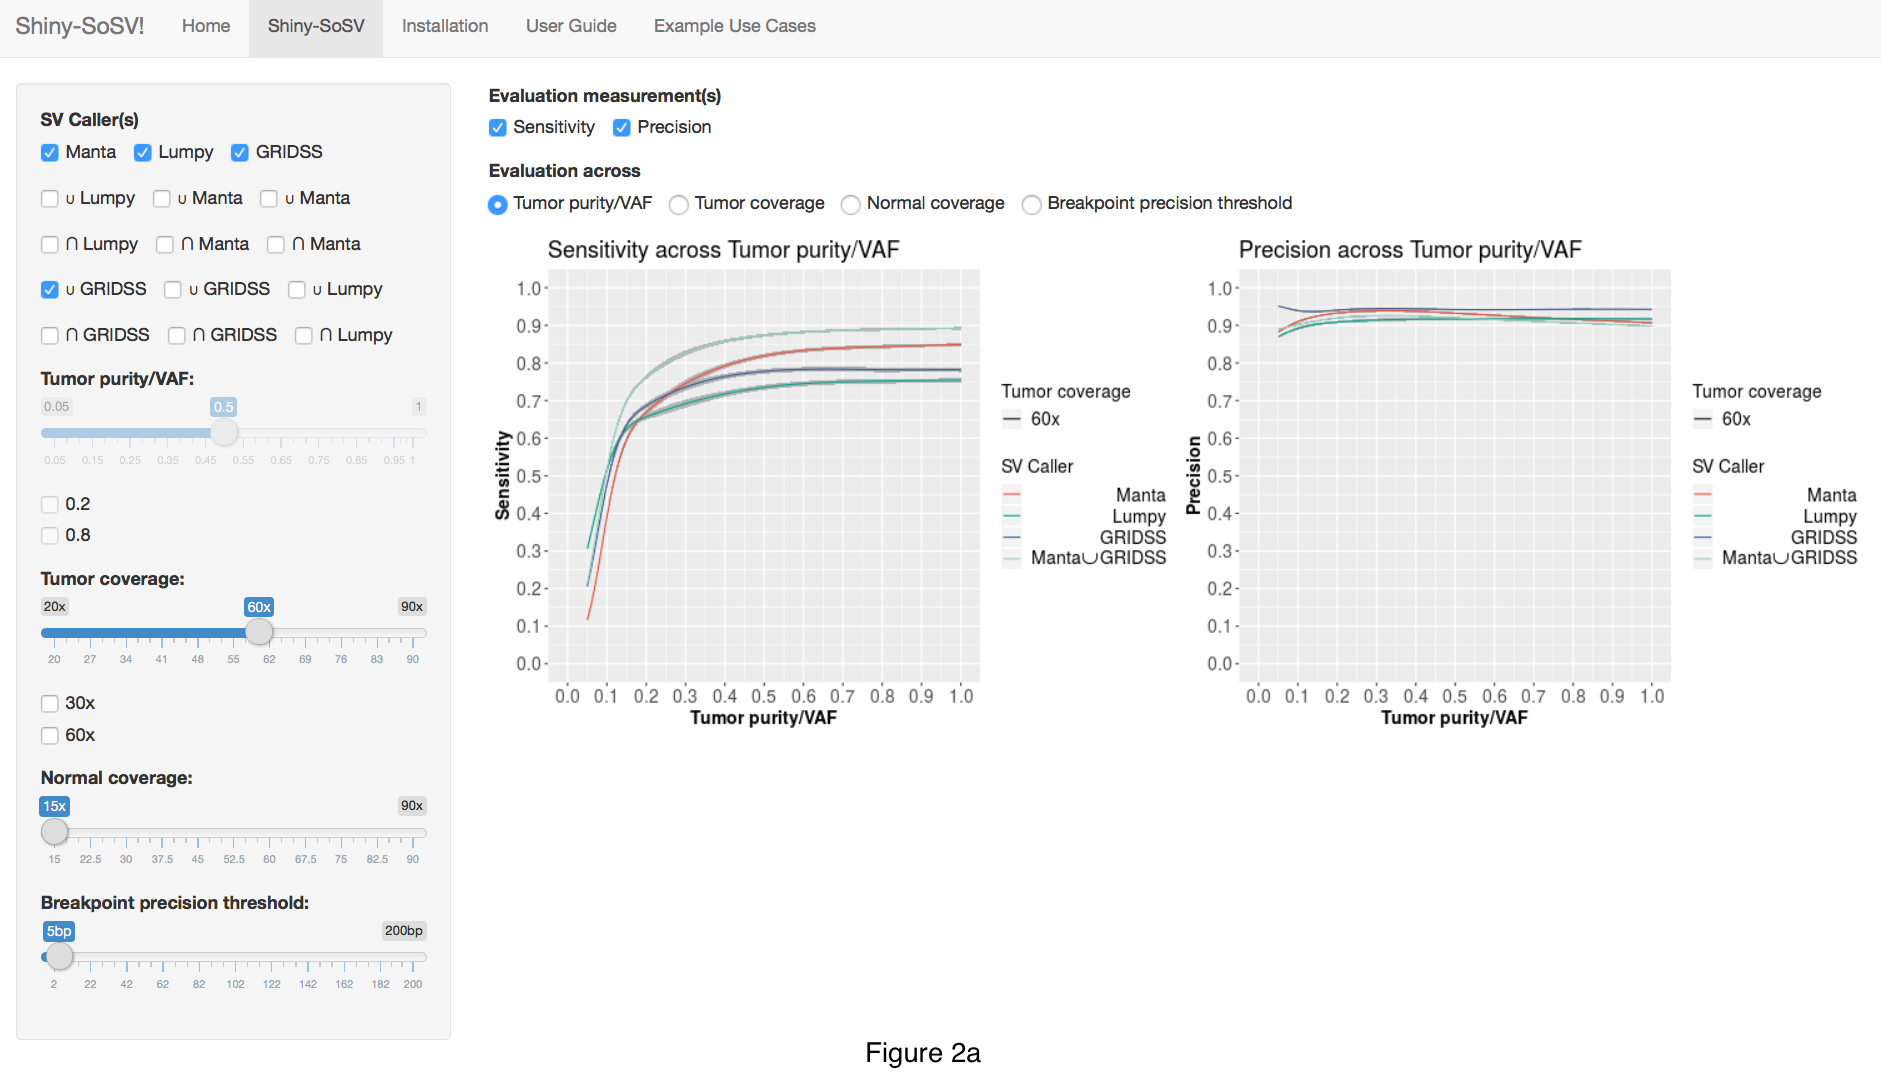 Shiny-SoSV! Home Shiny-SoSV Installation User Guide Example Use Cases
SV Caller(s)
Manta Lumpy GRIDSS
∪ Lumpy ∪ Manta ∪ Manta
∩ Lumpy ∩ Manta ∩ Manta
∪ GRIDSS ∪ GRIDSS ∪ Lumpy
∩ GRIDSS ∩ GRIDSS ∩ Lumpy
Tumor purity/VAF:
0.05 0.5 1
0.05 0.15 0.25 0.35 0.45 0.55 0.65 0.75 0.85 0.95 1
0.2
0.8
Tumor coverage:
20x 60x 90x
20 27 34 41 48 55 62 69 76 83 90
30x
60x
Normal coverage:
15x 90x
15 22.5 30 37.5 45 52.5 60 67.5 75 82.5 90
Breakpoint precision threshold:
5bp 200bp
2 22 42 62 82 102 122 142 162 182 200
Evaluation measurement(s)
Sensitivity Precision
Evaluation across
Tumor purity/VAF Tumor coverage Normal coverage Breakpoint precision threshold
Sensitivity across Tumor purity/VAF
1.0
0.9
0.8
0.7
0.6
0.5
0.4
0.3
0.2
0.1
0.0
Sensitivity
0.0 0.1 0.2 0.3 0.4 0.5 0.6 0.7 0.8 0.9 1.0
Tumor purity/VAF
Tumor coverage
60x
SV Caller
Manta
Lumpy
GRIDSS
Manta∪GRIDSS
Precision across Tumor purity/VAF
1.0
0.9
0.8
0.7
0.6
0.5
0.4
0.3
0.2
0.1
0.0
Precision
0.0 0.1 0.2 0.3 0.4 0.5 0.6 0.7 0.8 0.9 1.0
Tumor purity/VAF
Tumor coverage
60x
SV Caller
Manta
Lumpy
GRIDSS
Manta∪GRIDSS
Figure 2a